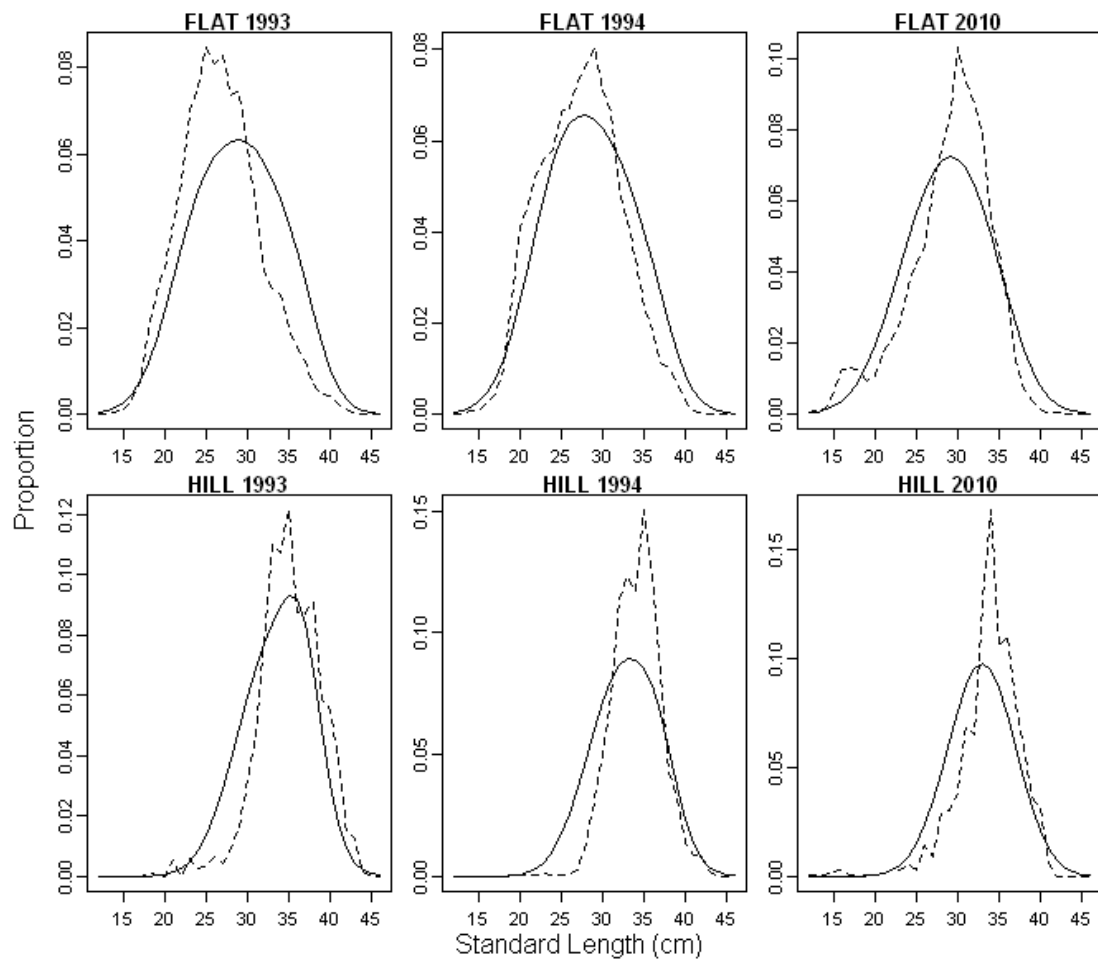 FLAT 1993 FLAT 1994 FLAT 2010
0.08 0.08 0.10
0.06 0.06 0.08
0.04 0.04 0.06
0.02 0.02 0.04
0.00 0.00 0.02
0.00
15 20 25 30 35 40 45 15 20 25 30 35 40 45 15 20 25 30 35 40 45
Proportion
HILL 1993 HILL 1994 HILL 2010
0.12 0.15 0.15
0.10 0.10 0.10
0.08 0.05 0.05
0.06 0.00 0.00
0.04
0.02
0.00
15 20 25 30 35 40 45 15 20 25 30 35 40 45 15 20 25 30 35 40 45
Standard Length (cm)